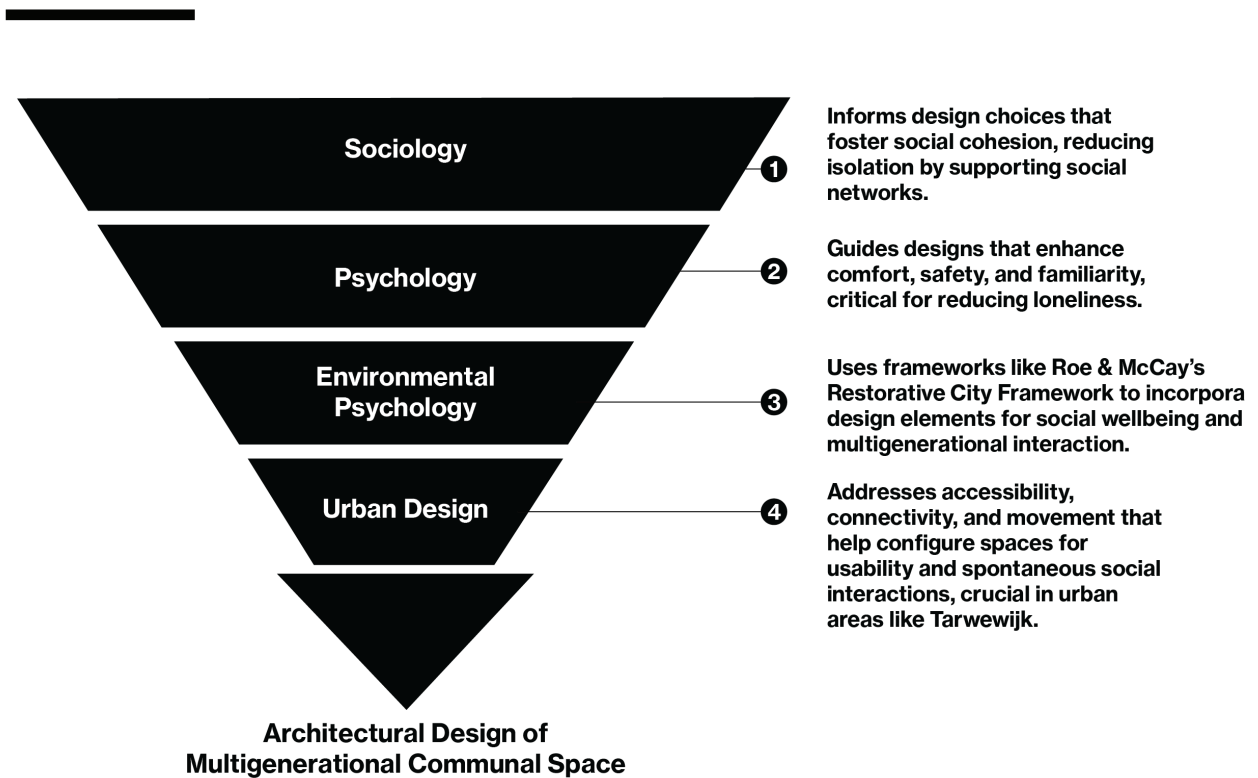 Sociology
1
Informs design choices that
foster social cohesion, reducing
isolation by supporting social
networks.
Psychology
2
Guides designs that enhance
comfort, safety, and familiarity,
critical for reducing loneliness.
Environmental
Psychology
3
Uses frameworks like Roe & McCay’s
Restorative City Framework to incorpora
design elements for social wellbeing and
multigenerational interaction.
Urban Design
4
Addresses accessibility,
connectivity, and movement that
help configure spaces for
usability and spontaneous social
interactions, crucial in urban
areas like Tarwewijk.
Architectural Design of
Multigenerational Communal Space